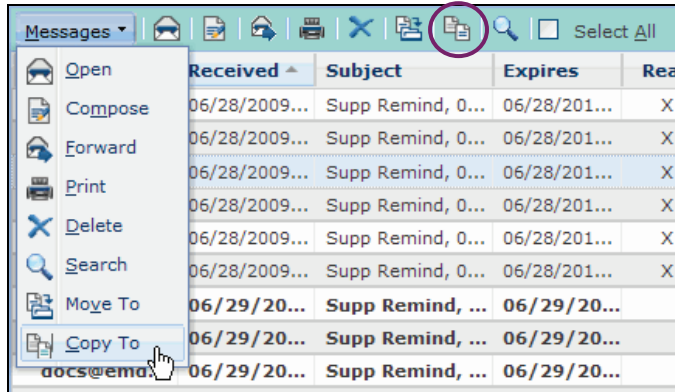 Messages Select All
Open Received Subject Expires Rea
Compose 06/28/2009... Supp Remind, 0... 06/28/201... X
Forward 06/28/2009... Supp Remind, 0... 06/28/201... X
06/28/2009... Supp Remind, 0... 06/28/201... X
Print 06/28/2009... Supp Remind, 0... 06/28/201... X
Delete 06/28/2009... Supp Remind, 0... 06/28/201... X
Search 06/28/2009... Supp Remind, 0... 06/28/201... X
Move To 06/29/20... Supp Remind, ... 06/29/20...
Copy To 06/29/20... Supp Remind, ... 06/29/20...
docs@emd... 06/29/20... Supp Remind, ... 06/29/20...